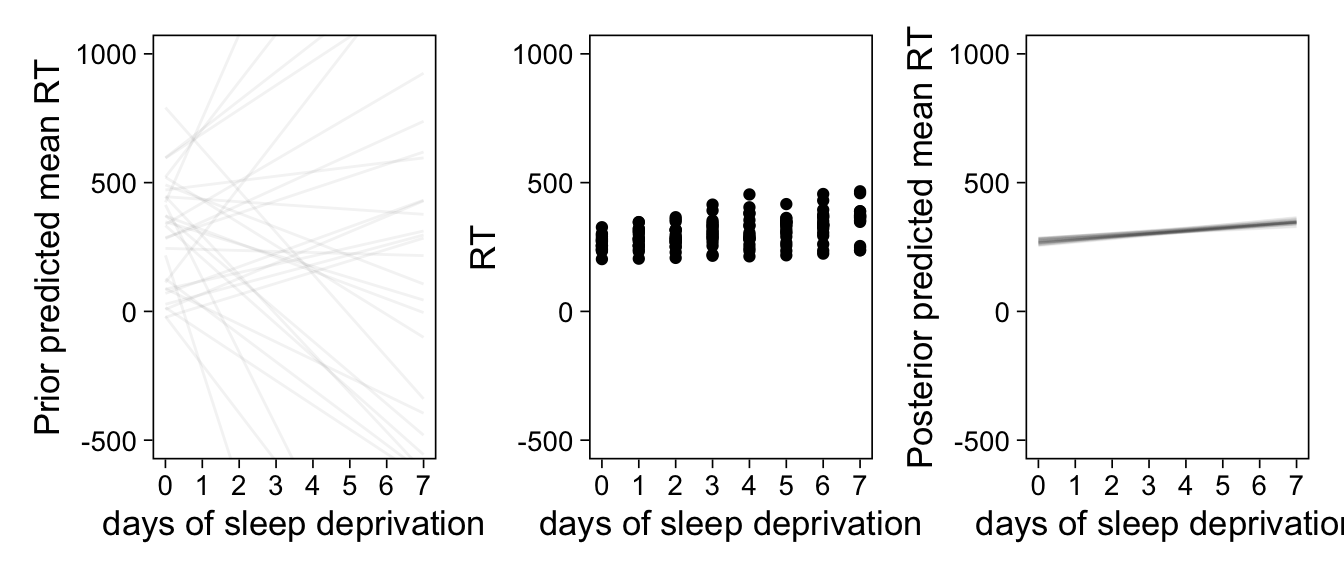 Prior predicted mean RT
1000
500
0
-500
0 1 2 3 4 5 6 7
days of sleep deprivation
RT
1000
500
0
-500
0 1 2 3 4 5 6 7
days of sleep deprivation
Posterior predicted mean RT
1000
500
0
-500
0 1 2 3 4 5 6 7
days of sleep deprivation